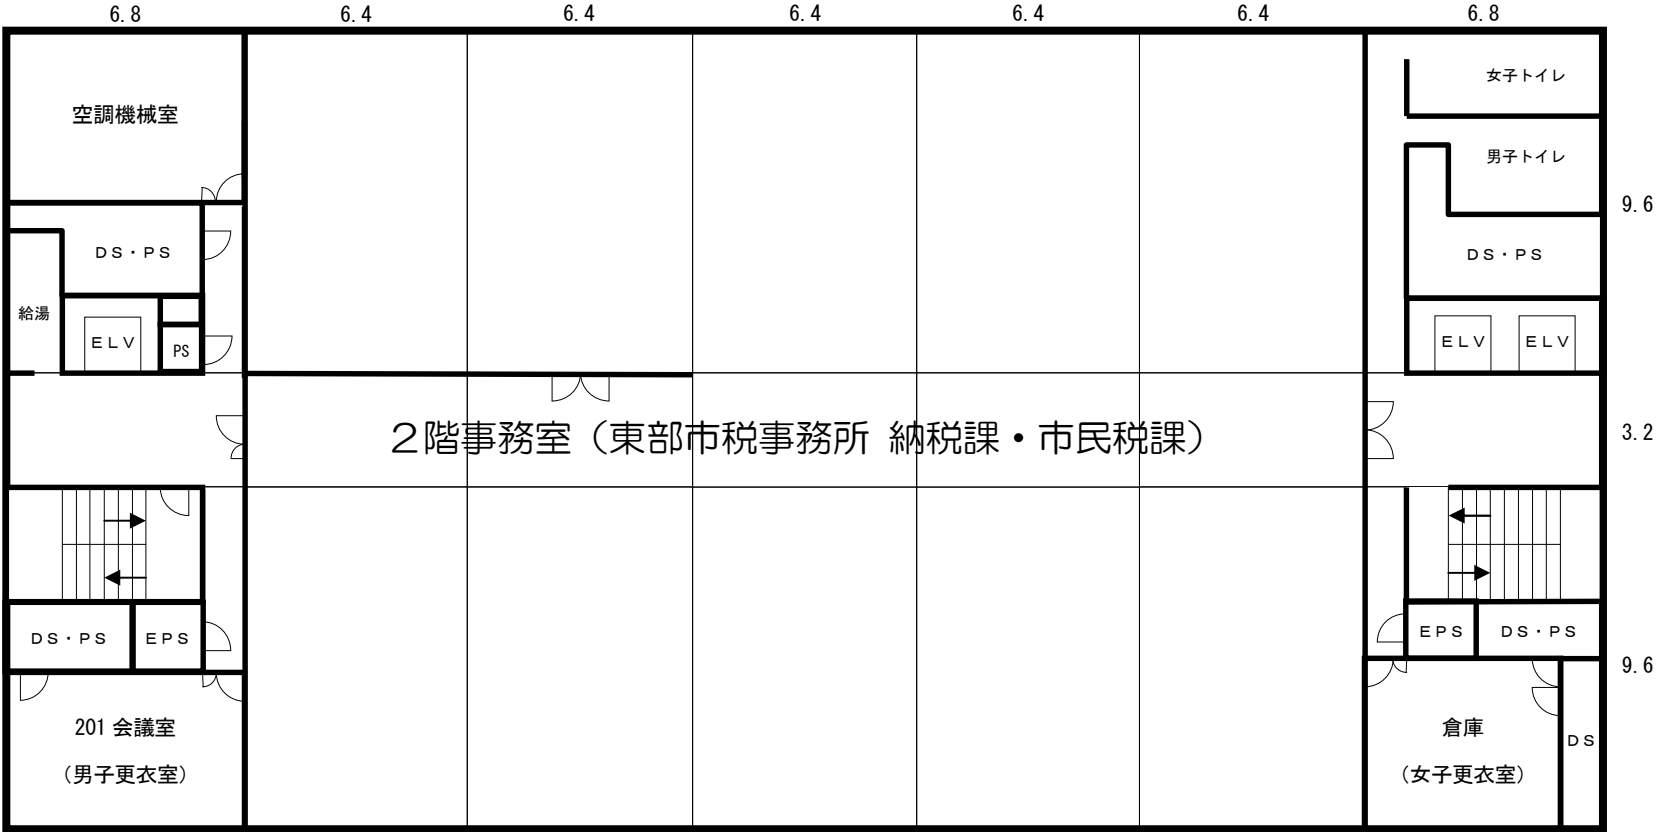 6.8 6.4 6.4 6.4 6.4 6.4 6.8
女子トイレ
空調機械室
男子トイレ
9.6
DS・PS
DS・PS
給湯
ELV
PS
ELV
ELV
2階事務室(東部市税事務所 納税課・市民税課)
3.2
DS・PS
EPS
EPS
DS・PS
9.6
201 会議室
(男子更衣室)
倉庫
(女子更衣室)
DS